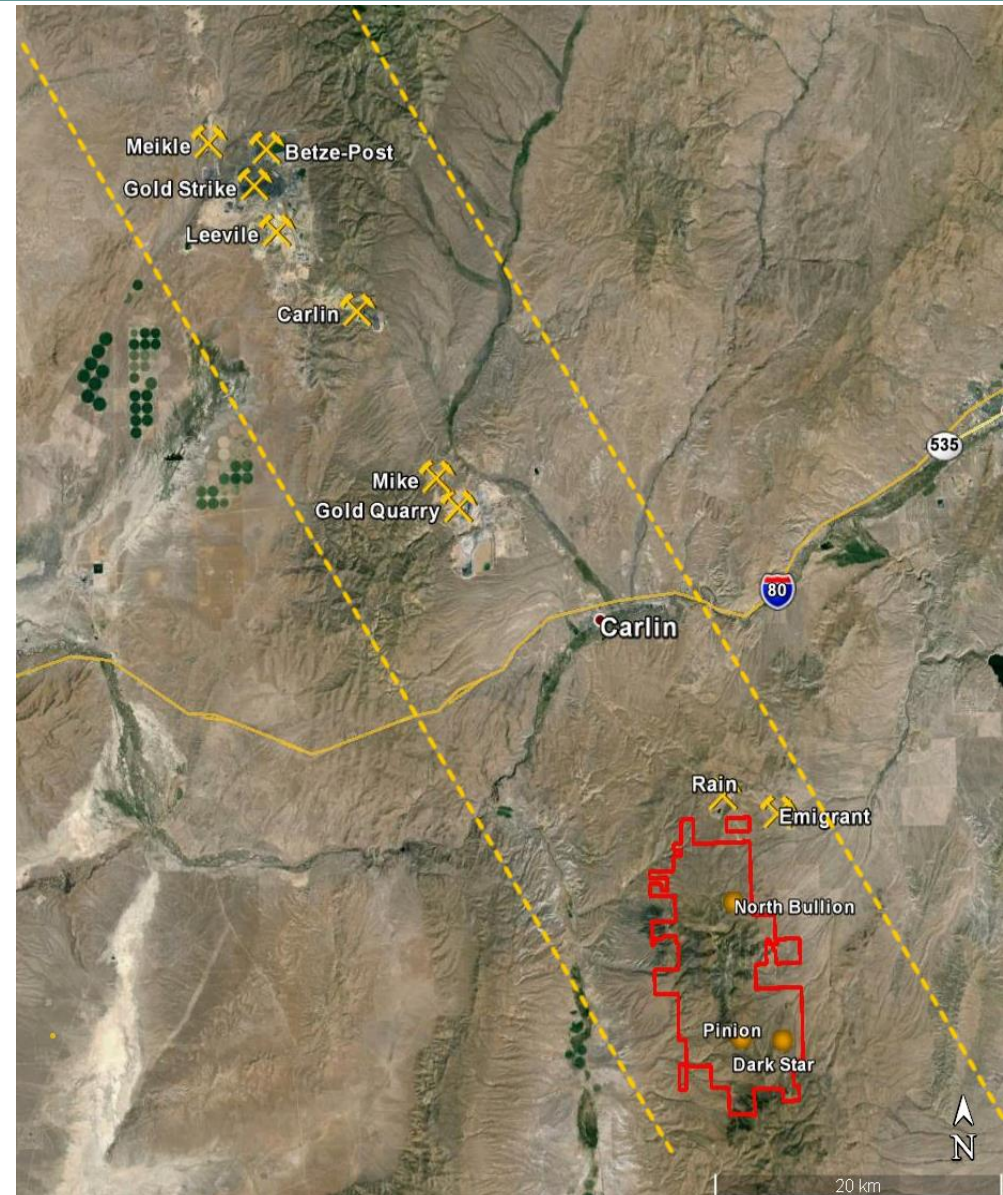 Meikle
Betze-Post
Gold Strike
Leevile
Carlin
535
Mike
Gold Quarry
80
Carlin
Rain
Emigrant
North Bullion
Pinion
Dark Star
N
20 km